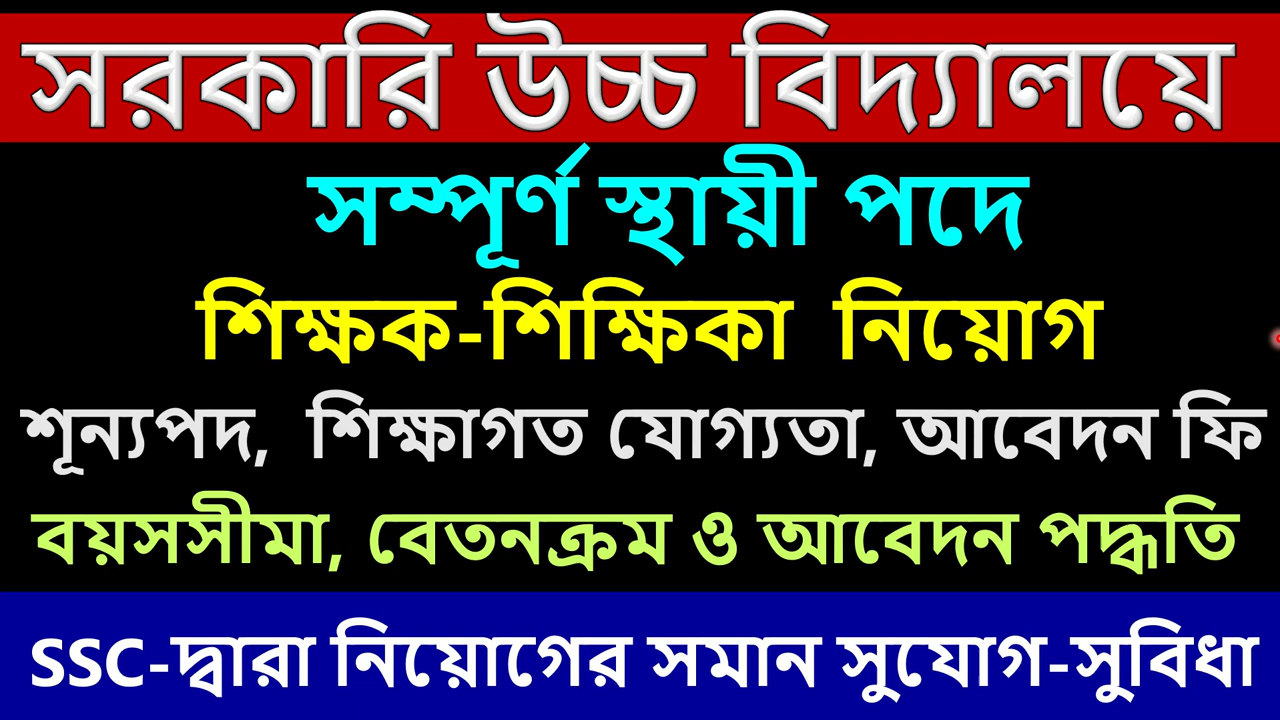 সরকারি উচ্চ বিদ্যালয়ে
সম্পূর্ণ স্থায়ী পদে
শিক্ষক-শিক্ষিকা নিয়োগ
শূন্যপদ, শিক্ষাগত যোগ্যতা, আবেদন ফি
বয়সসীমা, বেতনক্রম ও আবেদন পদ্ধতি
SSC-দ্বারা নিয়োগের সমান সুযোগ-সুবিধা